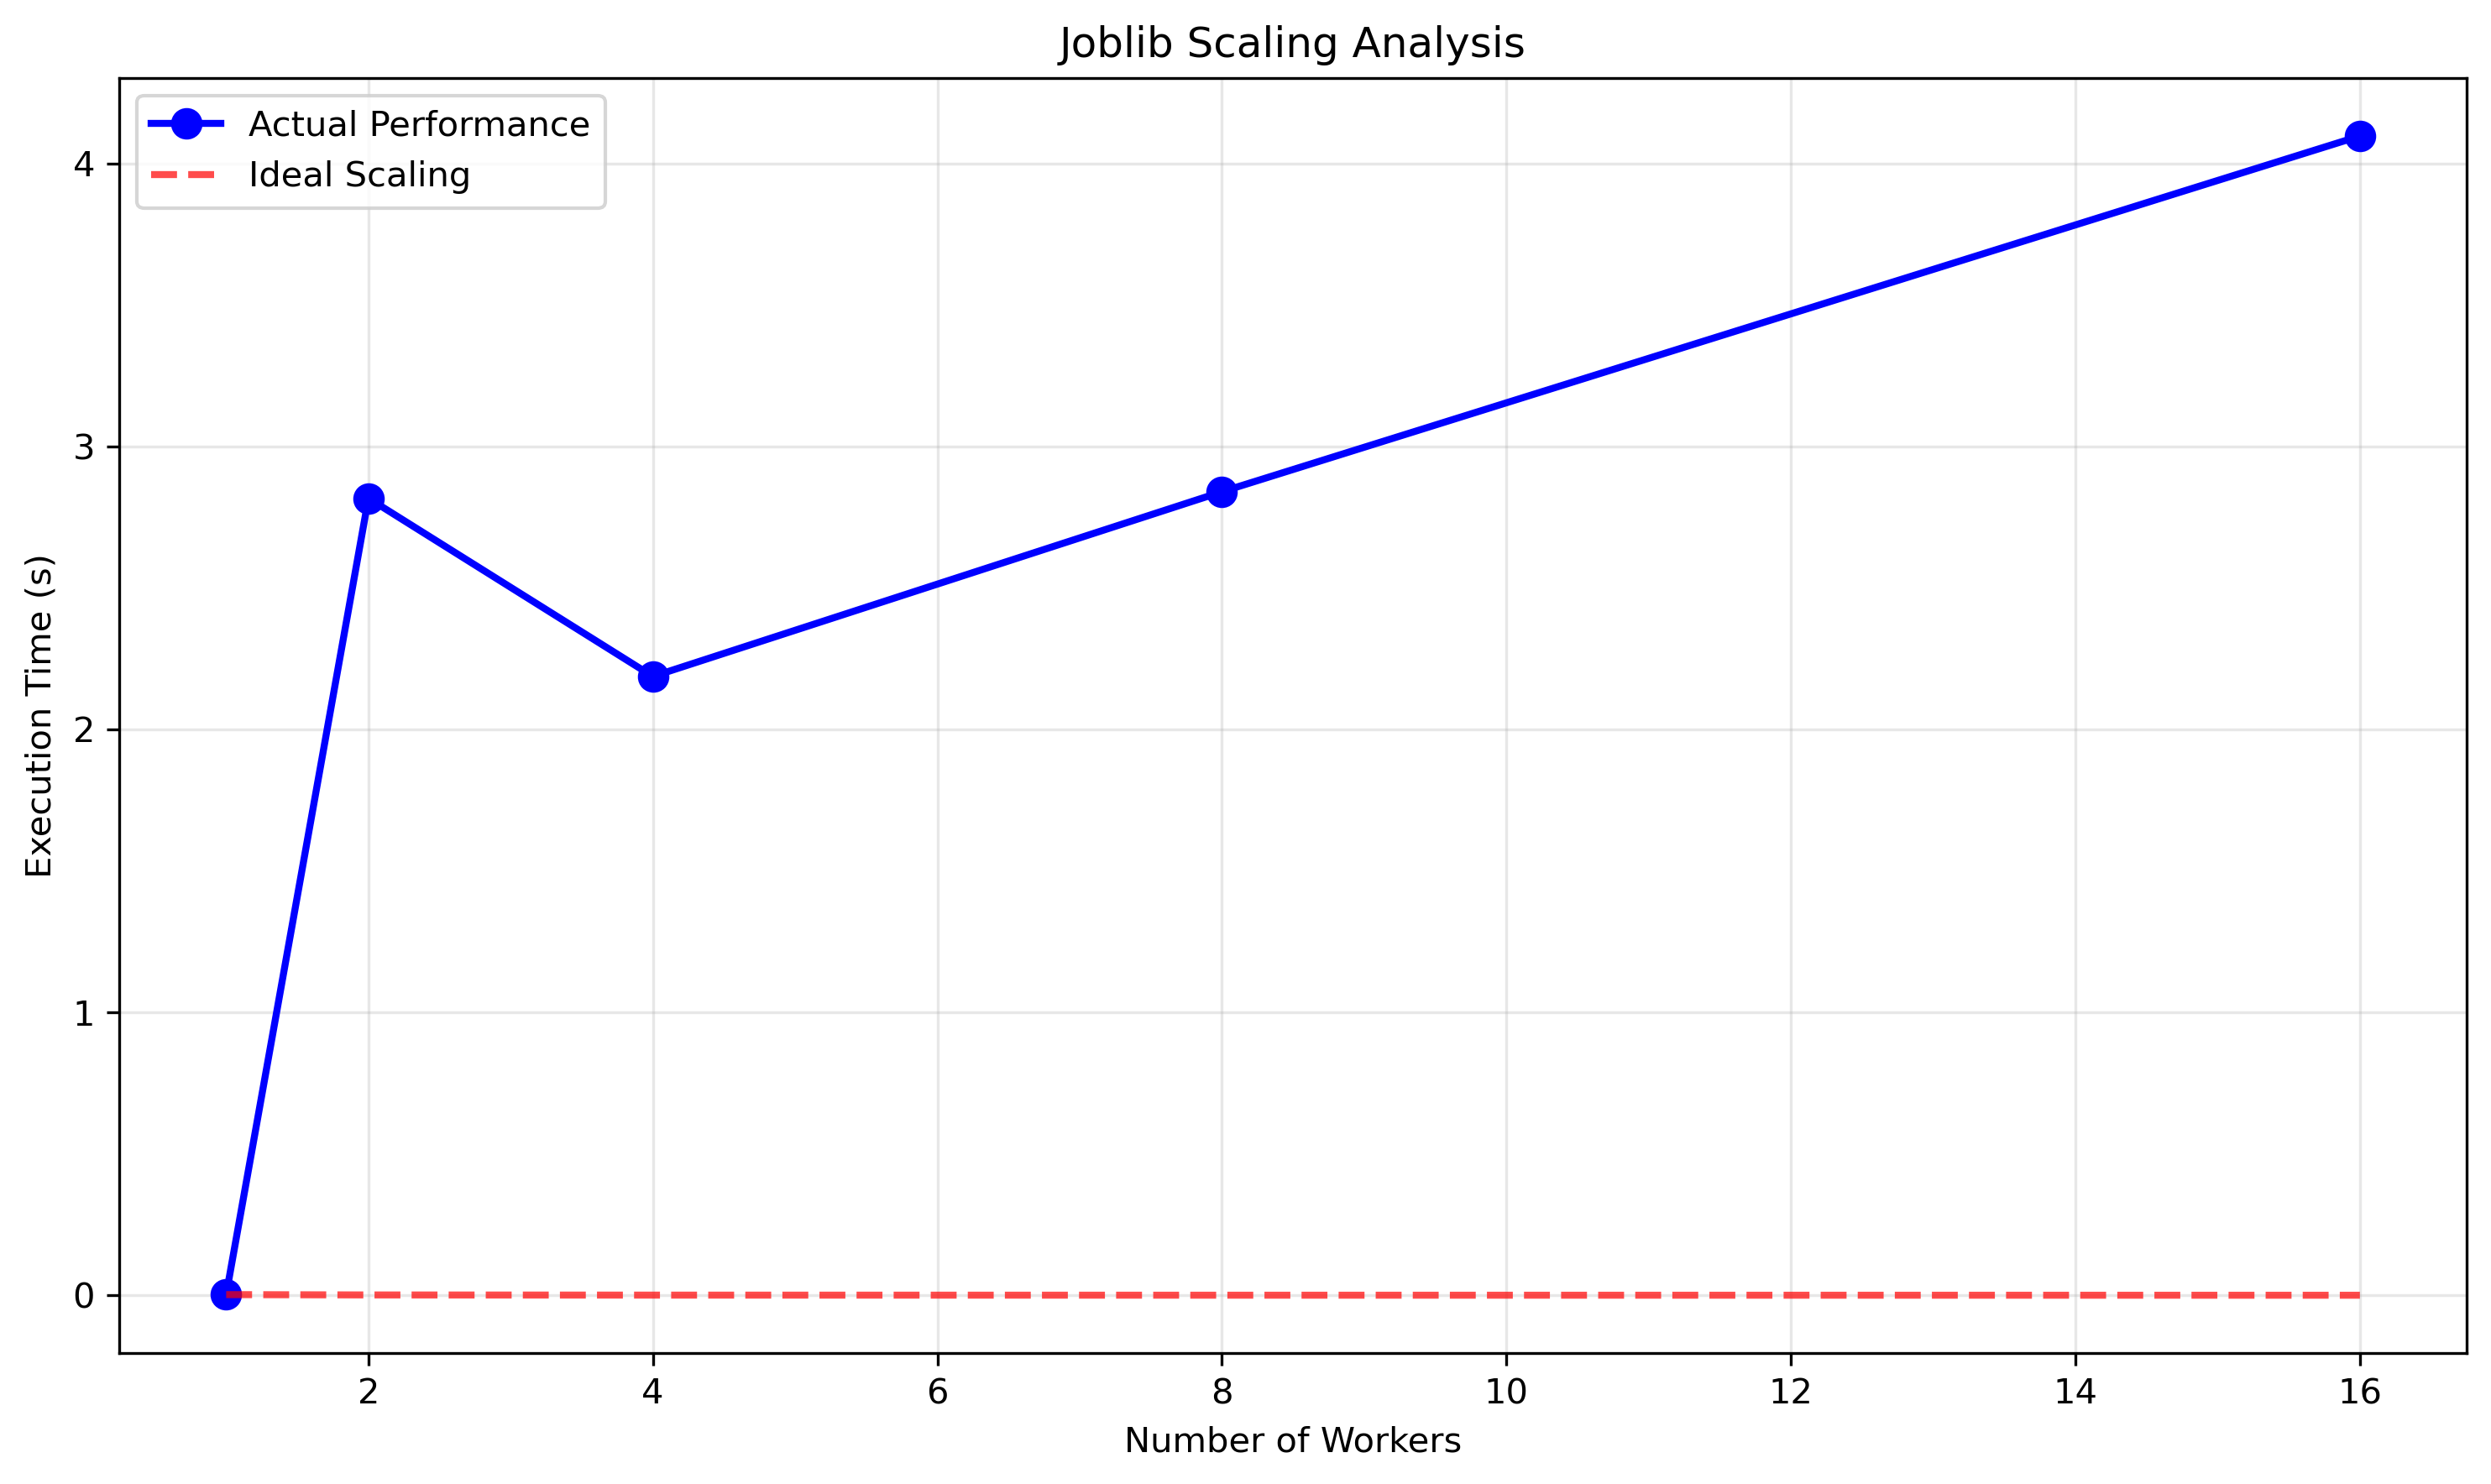 Joblib Scaling Analysis
Actual Performance
Ideal Scaling
4
3
2
1
0
Execution Time (s)
2 4 6 8 10 12 14 16
Number of Workers